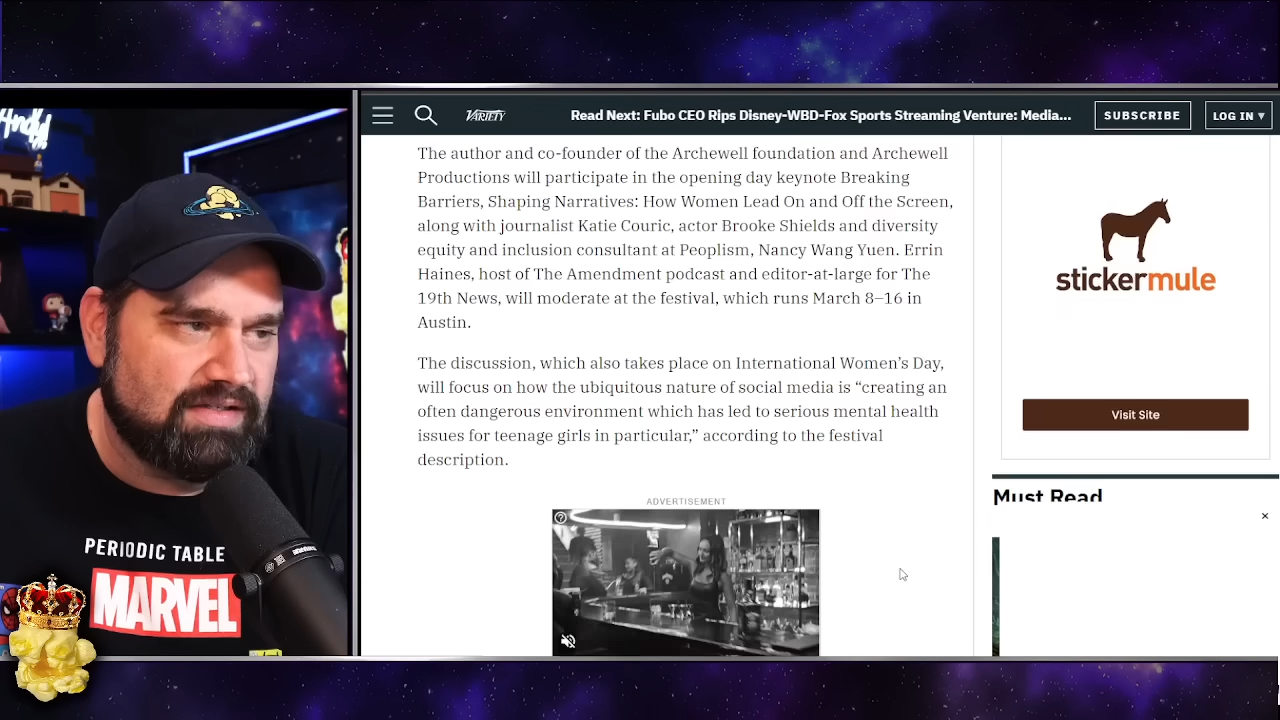 Andy
VARIETY
Read Next: Fubo CEO Rips Disney-WBD-Fox Sports Streaming Venture: Media...
SUBSCRIBE
LOG IN
The author and co-founder of the Archewell foundation and Archewell
Productions will participate in the opening day keynote Breaking
Barriers, Shaping Narratives: How Women Lead On and Off the Screen,
along with journalist Katie Couric, actor Brooke Shields and diversity
equity and inclusion consultant at Peoplism, Nancy Wang Yuen. Errin
Haines, host of The Amendment podcast and editor-at-large for The
19th News, will moderate at the festival, which runs March 8–16 in
Austin.
The discussion, which also takes place on International Women’s Day,
will focus on how the ubiquitous nature of social media is “creating an
often dangerous environment which has led to serious mental health
issues for teenage girls in particular,” according to the festival
description.
ADVERTISEMENT
stickermule
Visit Site
Must Read
PERIODIC TABLE
MARVEL